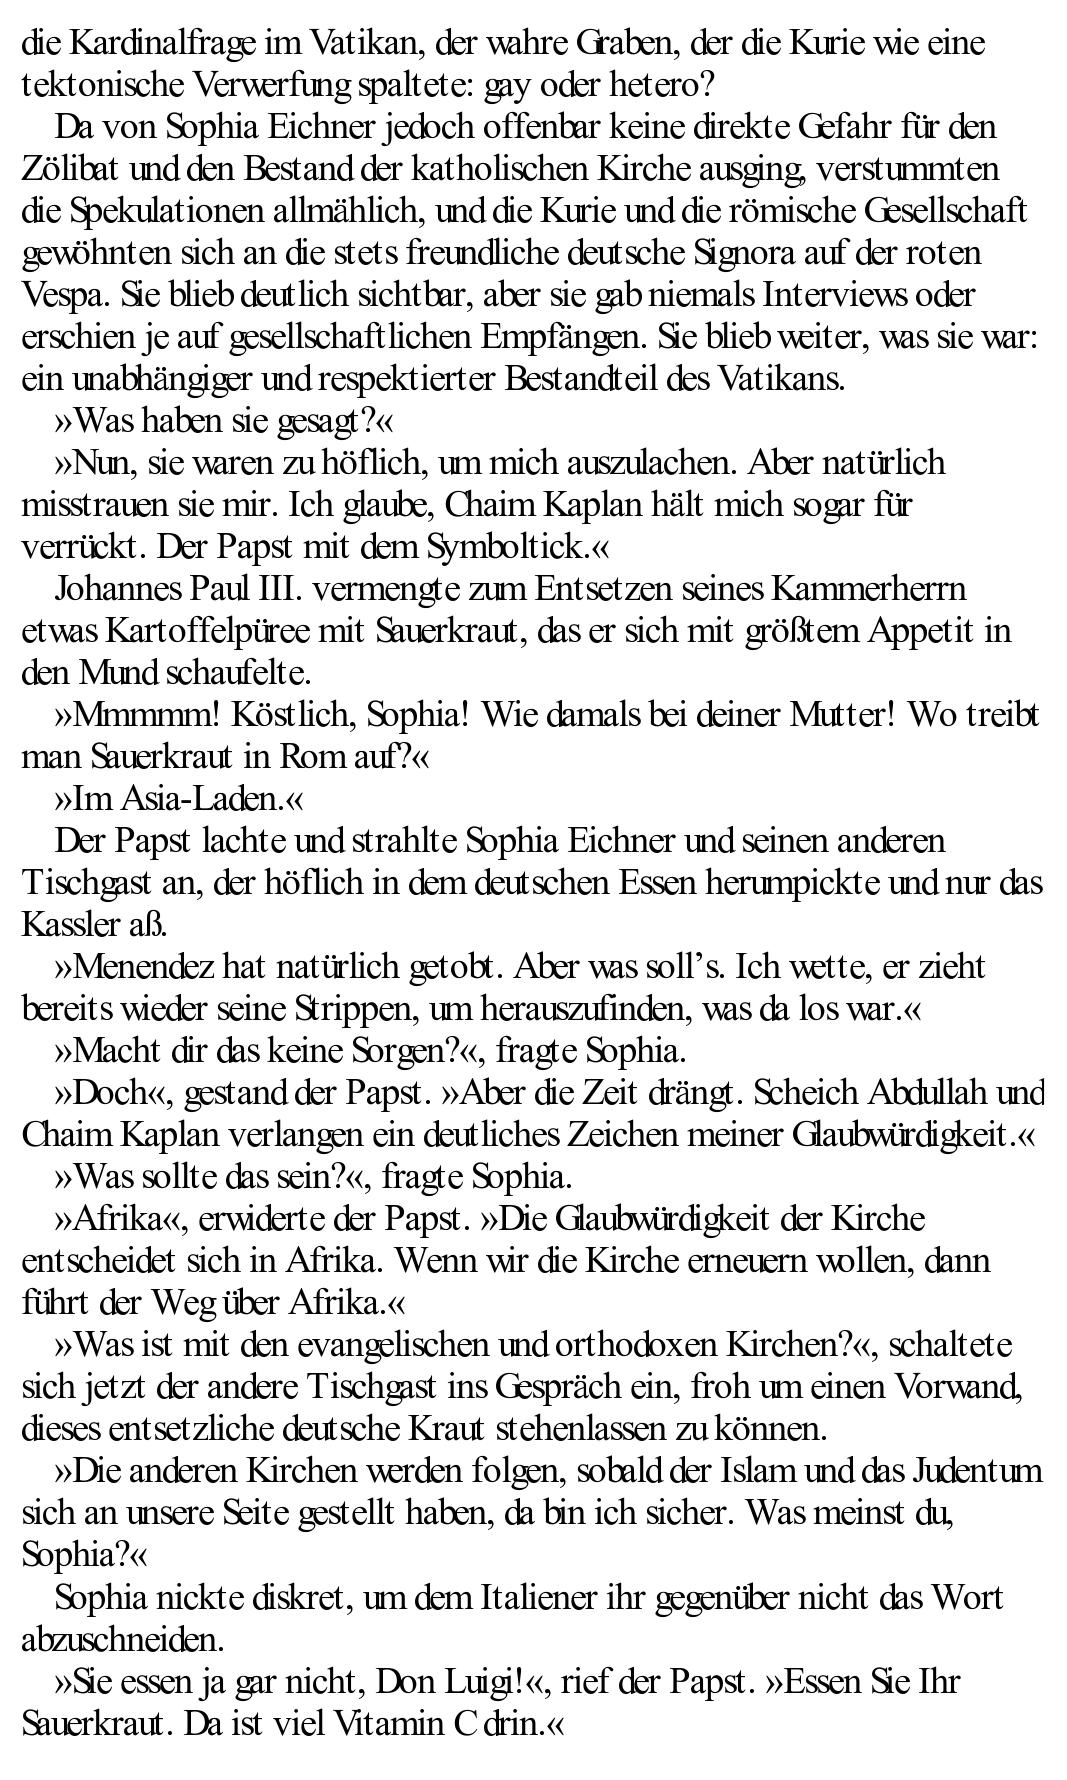 die Kardinalfrage im Vatikan, der wahre Graben, der die Kurie wie eine
tektonische Verwerfung spaltete: gay oder hetero?
Da von Sophia Eichner jedoch offenbar keine direkte Gefahr für den
Zölibat und den Bestand der katholischen Kirche ausging, verstummten
die Spekulationen allmählich, und die Kurie und die römische Gesellschaft
gewöhnten sich an die stets freundliche deutsche Signora auf der roten
Vespa. Sie blieb deutlich sichtbar, aber sie gab niemals Interviews oder
erschien je auf gesellschaftlichen Empfängen. Sie blieb weiter, was sie war:
ein unabhängiger und respektierter Bestandteil des Vatikans.
»Was haben sie gesagt?«
»Nun, sie waren zu höflich, um mich auszulachen. Aber natürlich
misstrauen sie mir. Ich glaube, Chaim Kaplan hält mich sogar für
verrückt. Der Papst mit dem Symboltick.«
Johannes Paul III. vermengte zum Entsetzen seines Kammerherrn
etwas Kartoffelpüree mit Sauerkraut, das er sich mit größtem Appetit in
den Mund schaufelte.
»Mmmmm! Köstlich, Sophia! Wie damals bei deiner Mutter! Wo treibt
man Sauerkraut in Rom auf?«
»Im Asia-Laden.«
Der Papst lachte und strahlte Sophia Eichner und seinen anderen
Tischgast an, der höflich in dem deutschen Essen herumpickte und nur das
Kassler aß.
»Menendez hat natürlich getobt. Aber was soll’s. Ich wette, er zieht
bereits wieder seine Strippen, um herauszufinden, was da los war.«
»Macht dir das keine Sorgen?«, fragte Sophia.
»Doch«, gestand der Papst. »Aber die Zeit drängt. Scheich Abdullah und
Chaim Kaplan verlangen ein deutliches Zeichen meiner Glaubwürdigkeit.«
»Was sollte das sein?«, fragte Sophia.
»Afrika«, erwiderte der Papst. »Die Glaubwürdigkeit der Kirche
entscheidet sich in Afrika. Wenn wir die Kirche erneuern wollen, dann
führt der Weg über Afrika.«
»Was ist mit den evangelischen und orthodoxen Kirchen?«, schaltete
sich jetzt der andere Tischgast ins Gespräch ein, froh um einen Vorwand,
dieses entsetzliche deutsche Kraut stehenlassen zu können.
»Die anderen Kirchen werden folgen, sobald der Islam und das Judentum
sich an unsere Seite gestellt haben, da bin ich sicher. Was meinst du,
Sophia?«
Sophia nickte diskret, um dem Italiener ihr gegenüber nicht das Wort
abzuschneiden.
»Sie essen ja gar nicht, Don Luigi!«, rief der Papst. »Essen Sie Ihr
Sauerkraut. Da ist viel Vitamin C drin.«